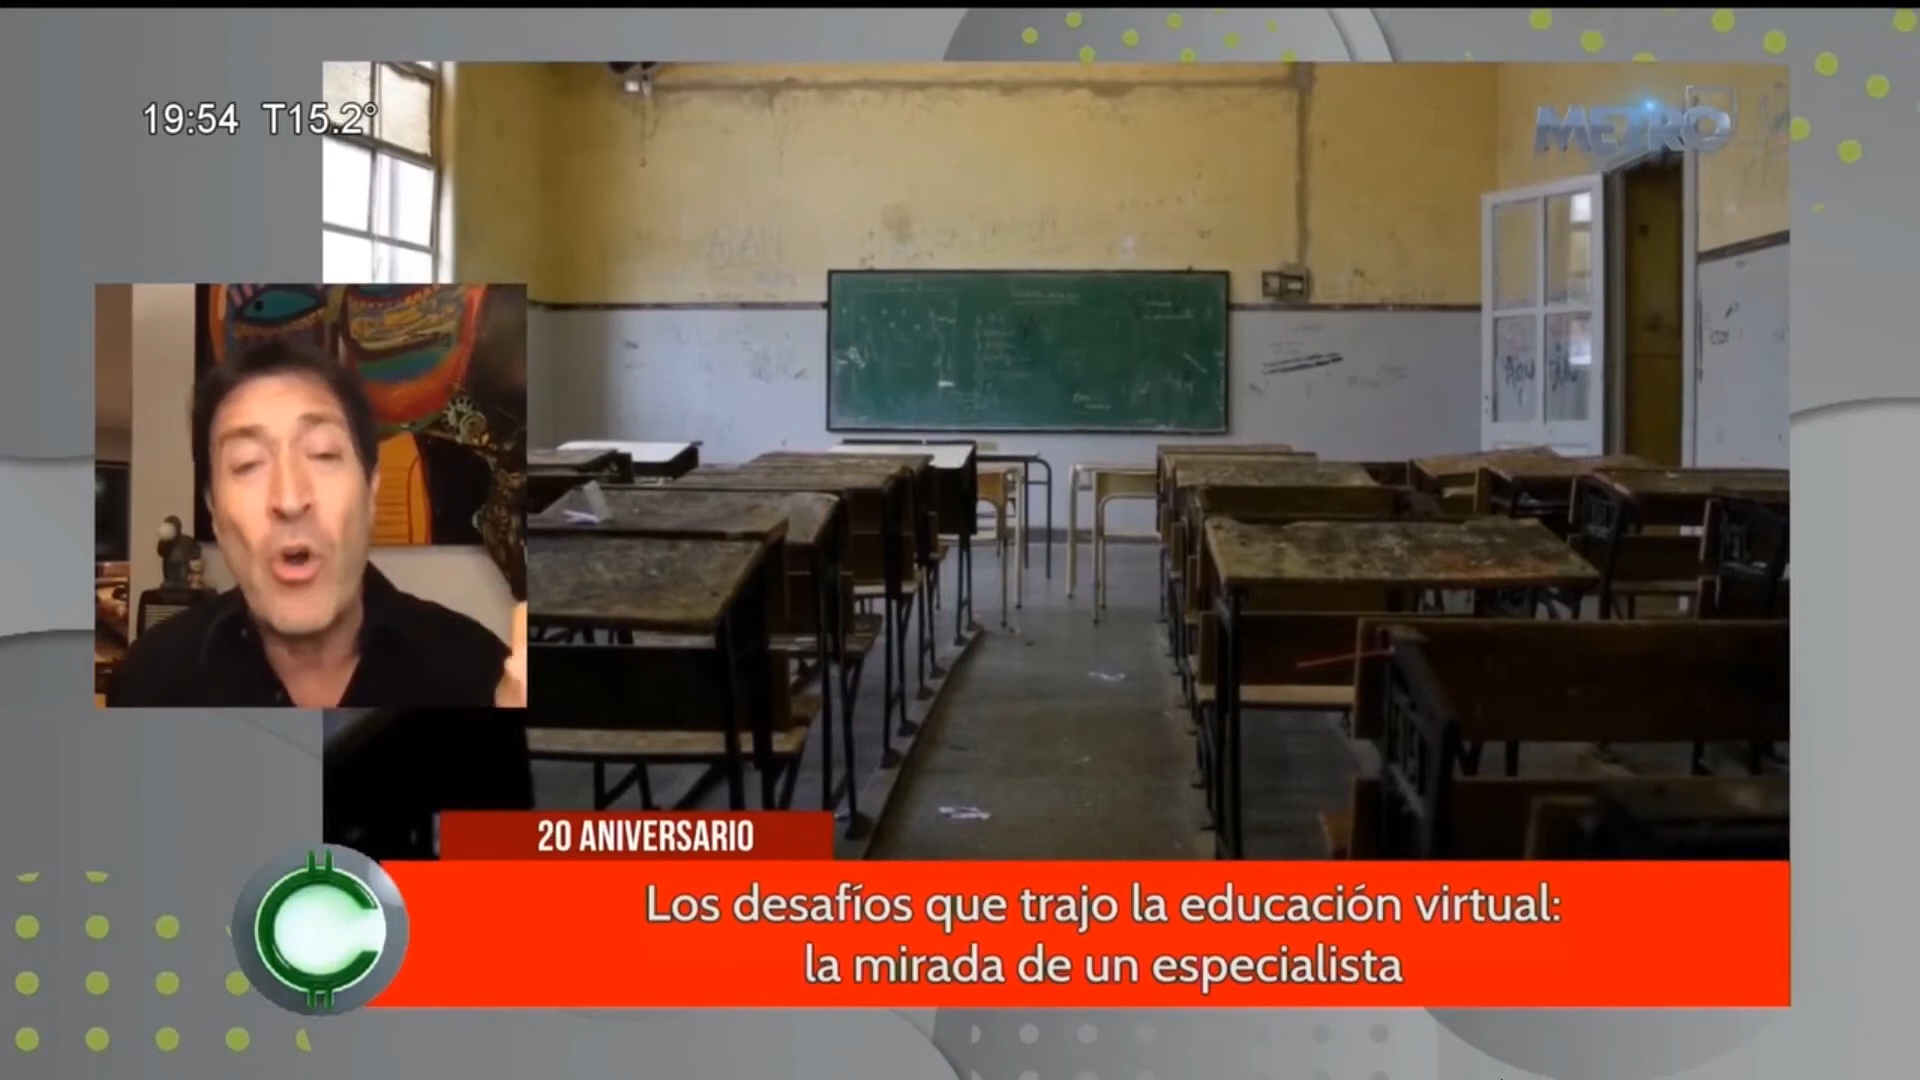 19:54 T15.2°
METRO
20 ANIVERSARIO
Los desafíos que trajo la educación virtual:
la mirada de un especialista